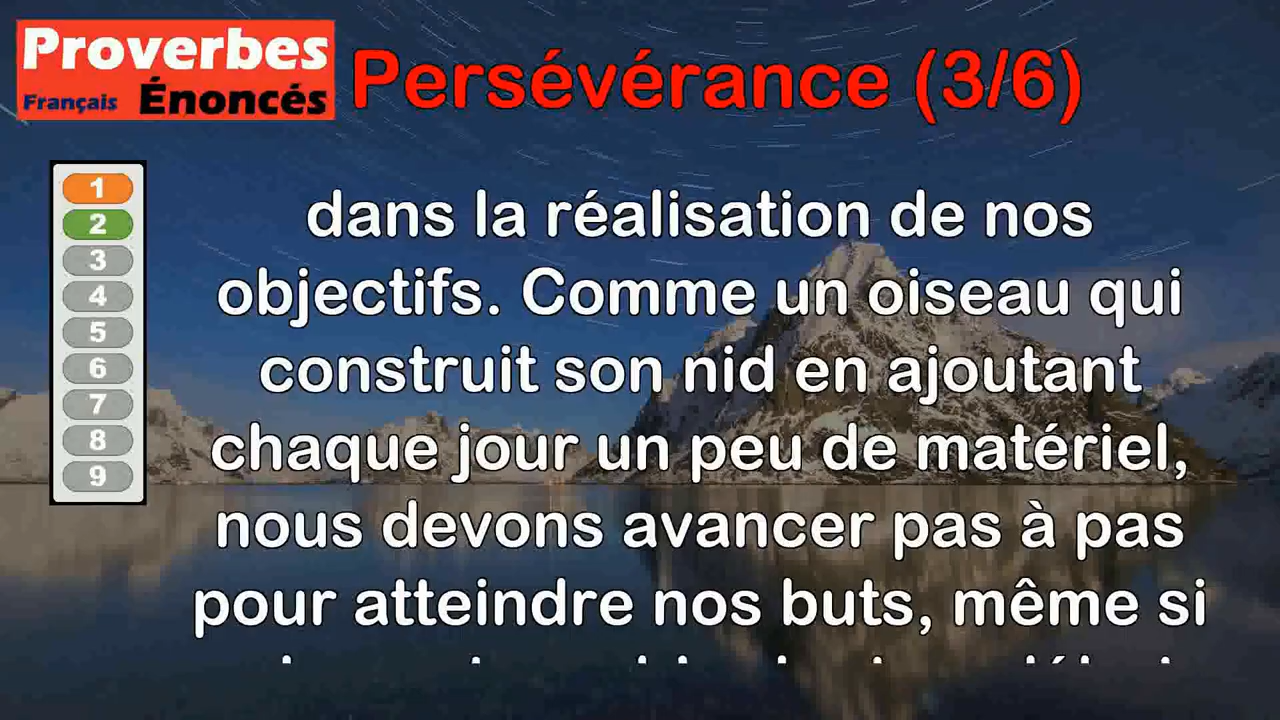 Proverbes
Français Énoncés
Persévérance (3/6)
1
2
3
4
5
6
7
8
9
dans la réalisation de nos
objectifs. Comme un oiseau qui
construit son nid en ajoutant
chaque jour un peu de matériel,
nous devons avancer pas à pas
pour atteindre nos buts, même si